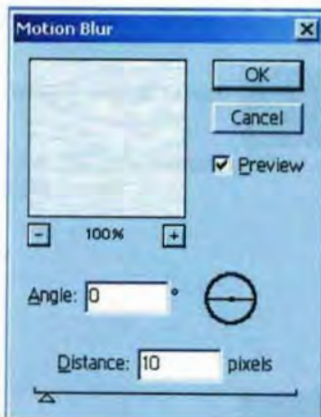 Motion Blur
OK
Cancel
Preview
- 100% +
Angle: 0 °
Distance: 10 pixels